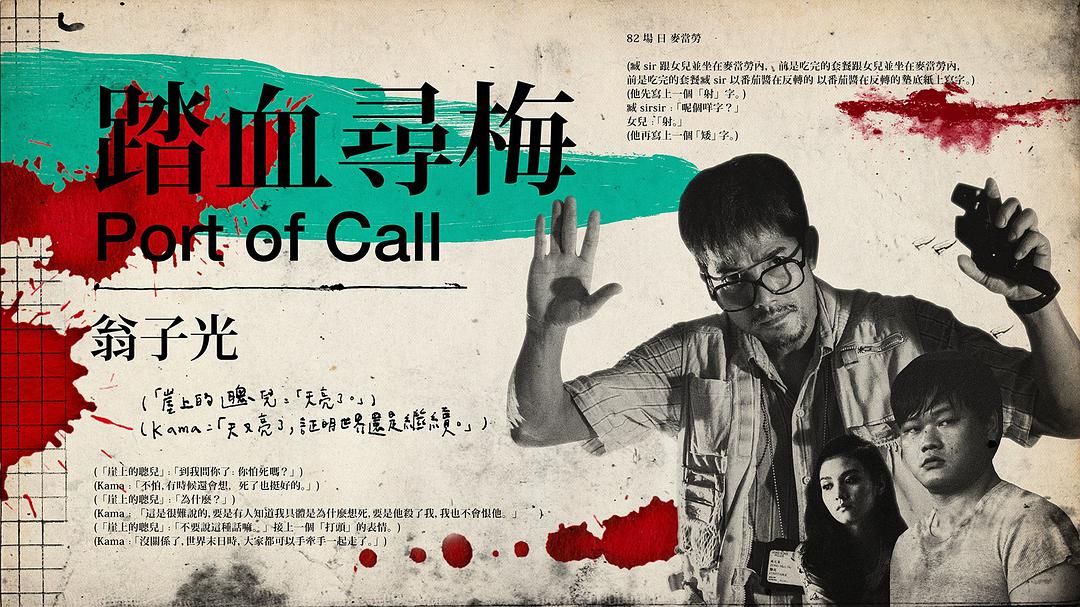 踏血尋梅
Port of Call
翁子光
(「崖上的聰兒：「天亮了。」)
(Kama：「天又亮了，証明世界還是繼續。」)
(「崖上的聰兒」:「到我問你了：你怕死嗎？」)
(Kama :「不怕, 有時候還會想，死了也挺好的。」)
(「崖上的聰兒」:「為什麼？」)
(Kama :「這是很難說的, 要是有人知道我具體是為什麼想死, 要是他殺了我, 我也不會恨他。」 )
(「崖上的聰兒」:「不要說這種話嘛。」接上一個「打頭」的表情。)
(Kama :「沒關係了, 世界末日時, 大家都可以手牽手一起走了。」)
82 場 日 麥當勞
(臧 sir 跟女兒並坐在麥當勞內，前是吃完的套餐跟女兒並坐在麥當勞內，
前是吃完的套餐臧 sir 以番茄醬在反轉的 以番茄醬在反轉的墊底紙上寫字。)
(他先寫上一個「射」字。)
臧 sirsir :「呢個咩字？」
女兒 :「射。」
(他再寫上一個「矮」字。)